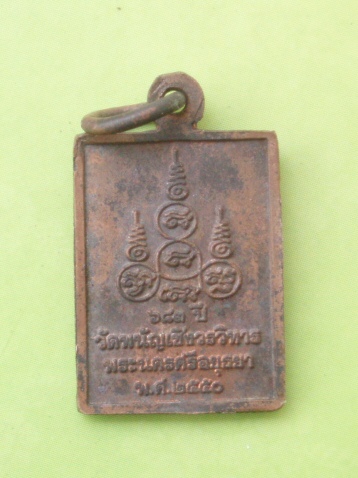 ๖๘๓ ปี
วัดพนัญเชิงวรวิหาร
พระนครศรีอยุธยา
พ.ศ.๒๕๕๐